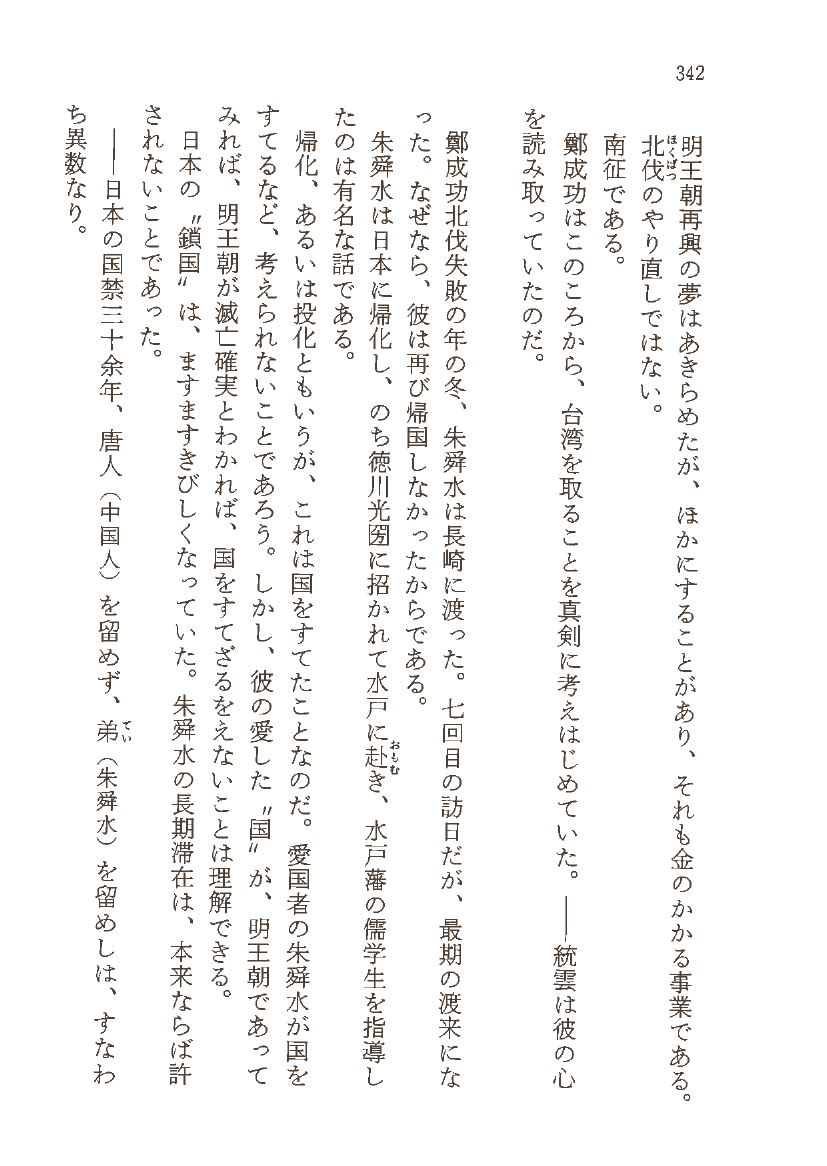 342
明王朝再興の夢はあきらめたが、ほかにすることがあり、それも金のかかる事業である。
北伐のやり直しではない。
ほくばつ
南征である。
鄭成功はこのころから、台湾を取ることを真剣に考えはじめていた。――統雲は彼の心
を読み取っていたのだ。
鄭成功北伐失敗の年の冬、朱舜水は長崎に渡った。七回目の訪日だが、最期の渡来にな
った。なぜなら、彼は再び帰国しなかったからである。
朱舜水は日本に帰化し、のち徳川光圀に招かれて水戸に赴き、水戸藩の儒学生を指導し
おもむ
たのは有名な話である。
帰化、あるいは投化ともいうが、これは国をすてたことなのだ。愛国者の朱舜水が国を
すてるなど、考えられないことであろう。しかし、彼の愛した〝国〟が、明王朝であって
みれば、明王朝が滅亡確実とわかれば、国をすてざるをえないことは理解できる。
日本の〝鎖国〟は、ますますきびしくなっていた。朱舜水の長期滞在は、本来ならば許
されないことであった。
――日本の国禁三十余年、唐人（中国人）を留めず、弟（朱舜水）を留めしは、すなわ
てい
ち異数なり。